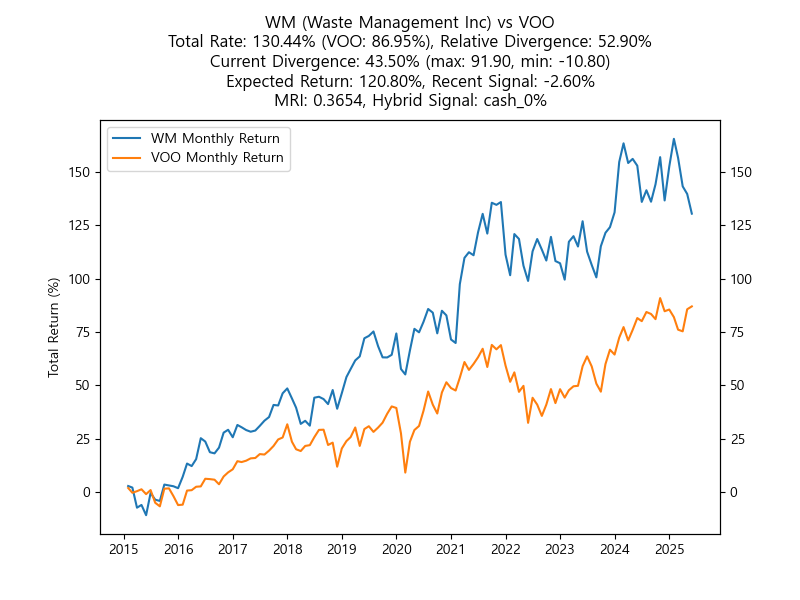 WM (Waste Management Inc) vs VOO
Total Rate: 130.44% (VOO: 86.95%), Relative Divergence: 52.90%
Current Divergence: 43.50% (max: 91.90, min: -10.80)
Expected Return: 120.80%, Recent Signal: -2.60%
MRI: 0.3654, Hybrid Signal: cash_0%
WM Monthly Return
VOO Monthly Return
Total Return (%)
150
125
100
75
50
25
0
150
125
100
75
50
25
0
2015 2016 2017 2018 2019 2020 2021 2022 2023 2024 2025